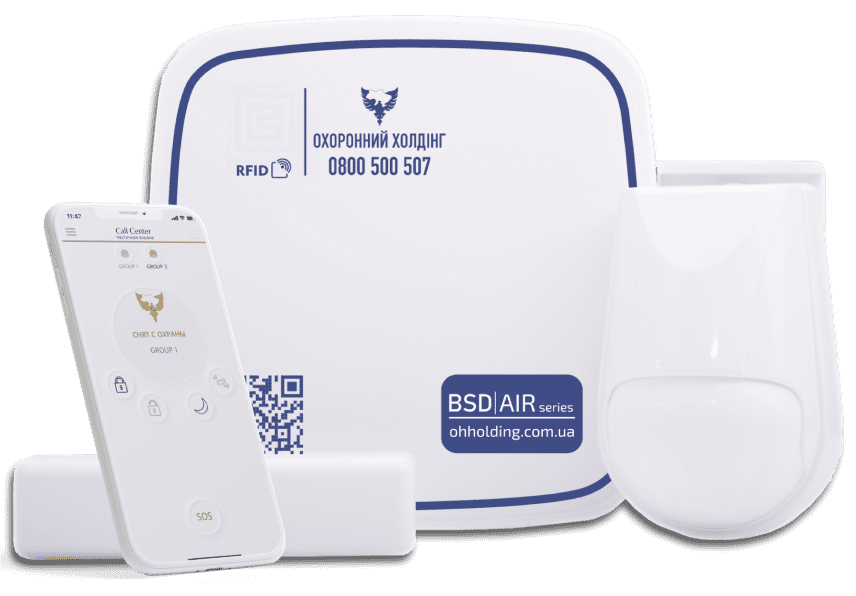 ОХОРОННИЙ ХОЛДІНГ
RFID
0800 500 507
11:47
Call Center
GROUP 1
GROUP 2
СНЯТ С ОХРАНЫ
GROUP 1
SOS
BSD|AIR series
ohholding.com.ua